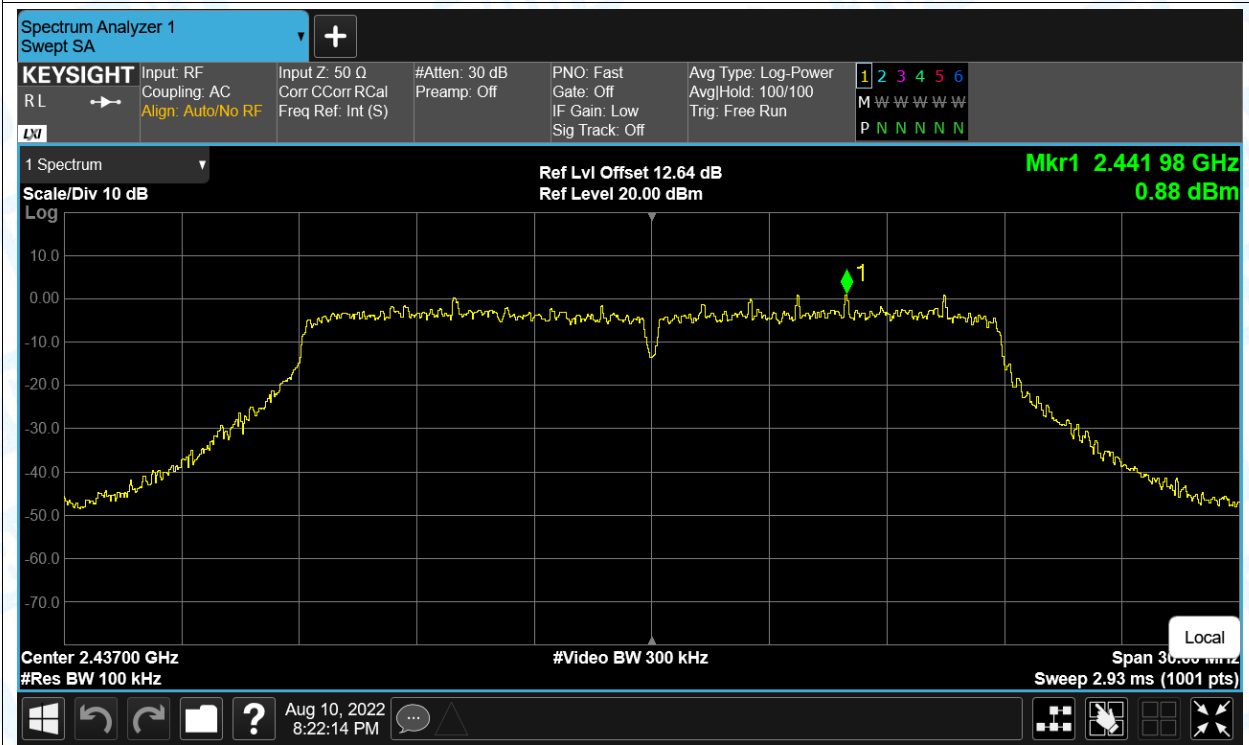 Spectrum Analyzer 1
Swept SA
KEYSIGHT
R L
LXI
Input: RF
Coupling: AC
Align: Auto/No RF
Input Z: 50 Ω
Corr CCorr RCal
Freq Ref: Int (S)
#Atten: 30 dB
Preamp: Off
PNO: Fast
Gate: Off
IF Gain: Low
Sig Track: Off
Avg Type: Log-Power
Avg|Hold: 100/100
Trig: Free Run
1 2 3 4 5 6
M W W W W W
P N N N N N
1 Spectrum
Scale/Div 10 dB
Log
Ref Lvl Offset 12.64 dB
Ref Level 20.00 dBm
Mkr1 2.441 98 GHz
0.88 dBm
10.0
0.00
-10.0
-20.0
-30.0
-40.0
-50.0
-60.0
-70.0
1
Local
Center 2.43700 GHz
#Video BW 300 kHz
Span 30.00 MHz
#Res BW 100 kHz
Sweep 2.93 ms (1001 pts)
?
Aug 10, 2022
8:22:14 PM